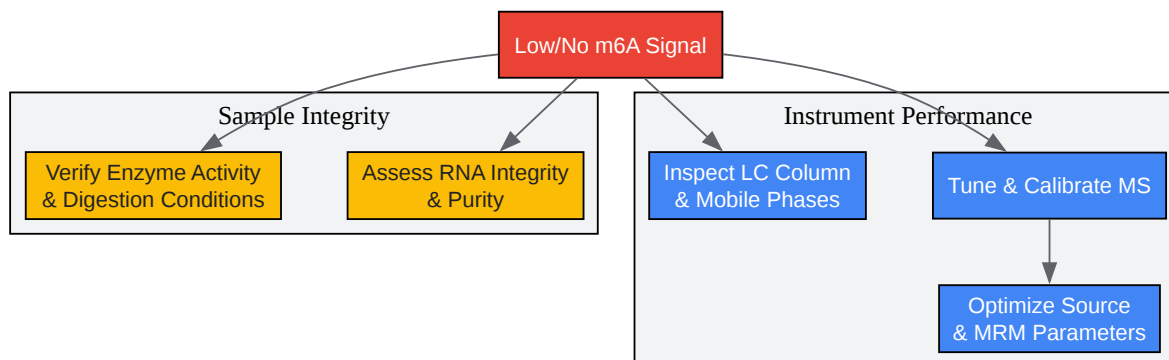 Low/No m6A Signal
Sample Integrity
Instrument Performance
Verify Enzyme Activity
& Digestion Conditions
Assess RNA Integrity
& Purity
Inspect LC Column
& Mobile Phases
Tune & Calibrate MS
Optimize Source
& MRM Parameters